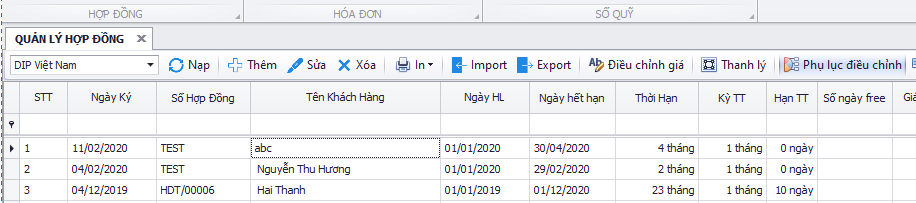 HỢP ĐỒNG HÓA ĐƠN SỐ QUỸ
QUẢN LÝ HỢP ĐỒNG
DIP Việt Nam Nạp Thêm Sửa Xóa In Import Export Điều chỉnh giá Thanh lý Phụ lục điều chỉnh
STT Ngày Ký Số Hợp Đồng Tên Khách Hàng Ngày HL Ngày hết hạn Thời Hạn Kỳ TT Hạn TT Số ngày free
1 11/02/2020 TEST abc 01/01/2020 30/04/2020 4 tháng 1 tháng 0 ngày
2 04/02/2020 TEST Nguyễn Thu Hương 01/01/2020 29/02/2020 2 tháng 1 tháng 0 ngày
3 04/12/2019 HDT/00006 Hai Thanh 01/01/2019 01/12/2020 23 tháng 1 tháng 10 ngày